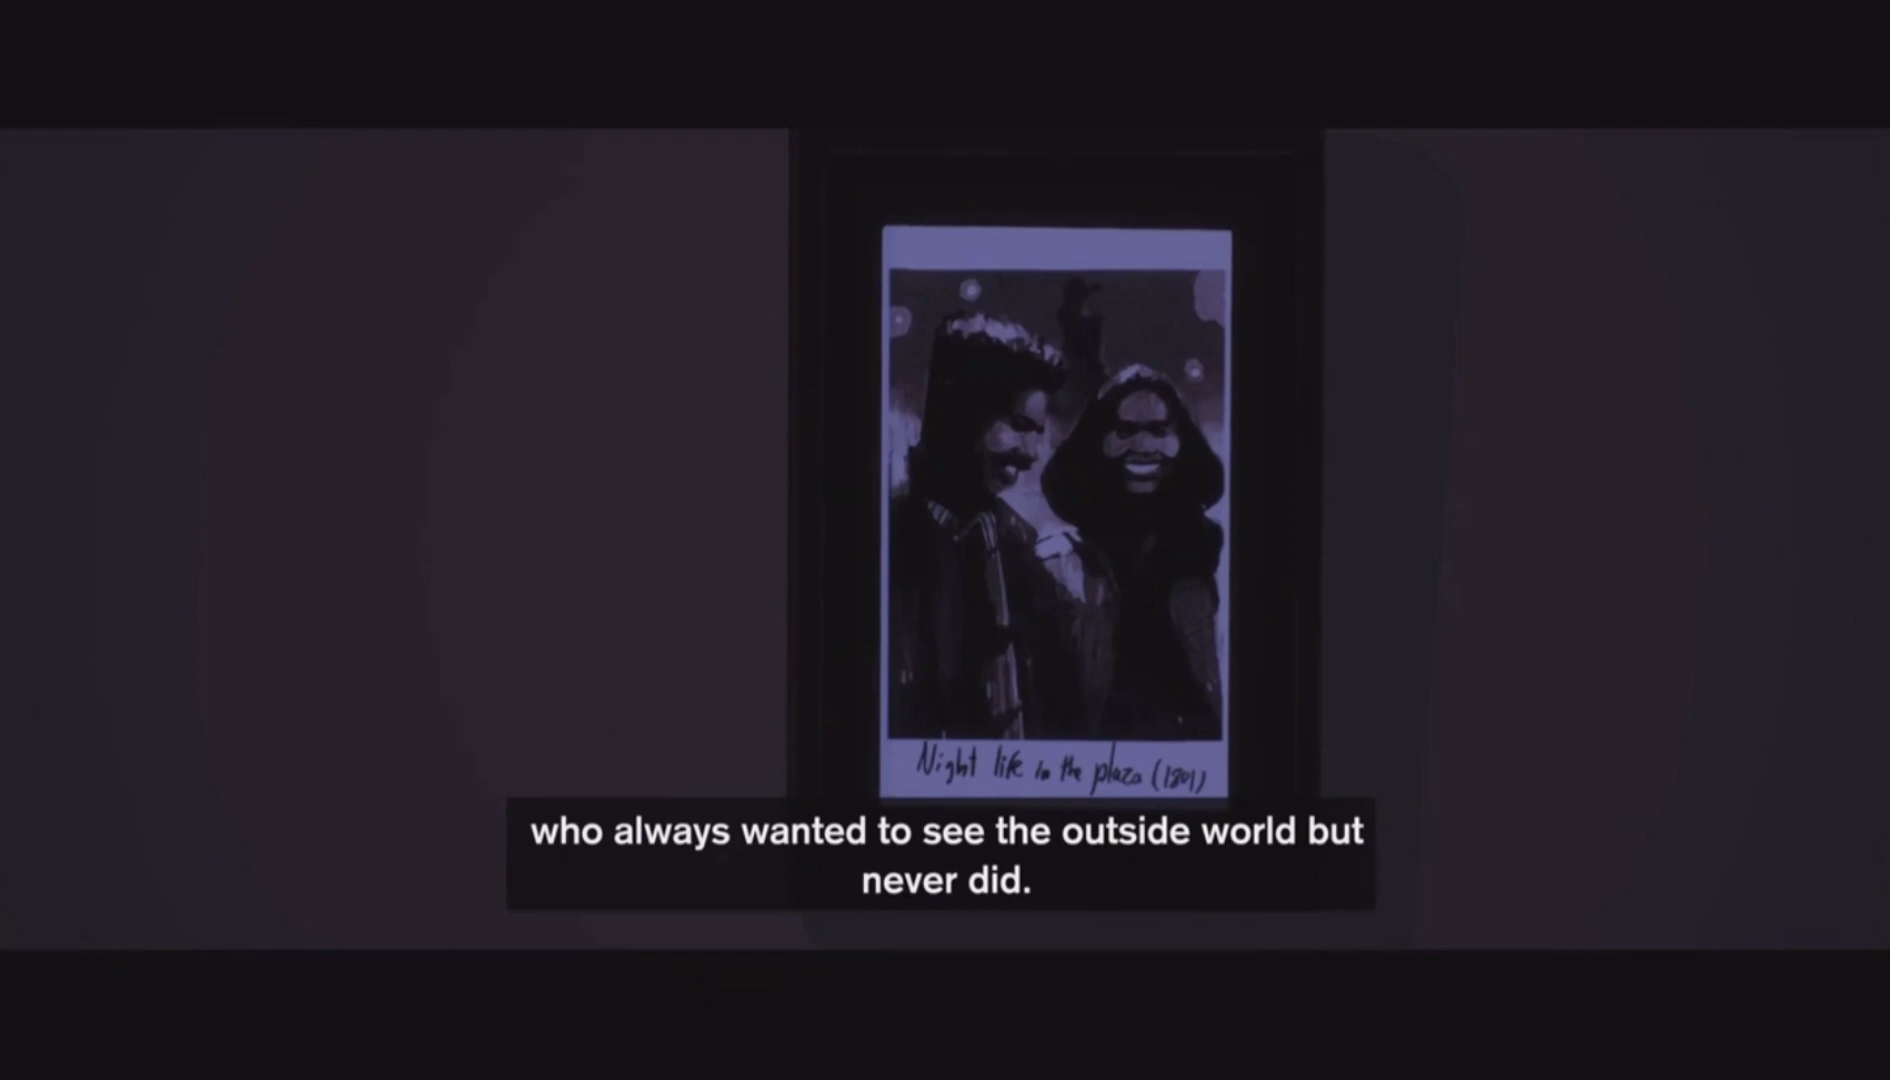 Night life in the plaza (1801)
who always wanted to see the outside world but
never did.